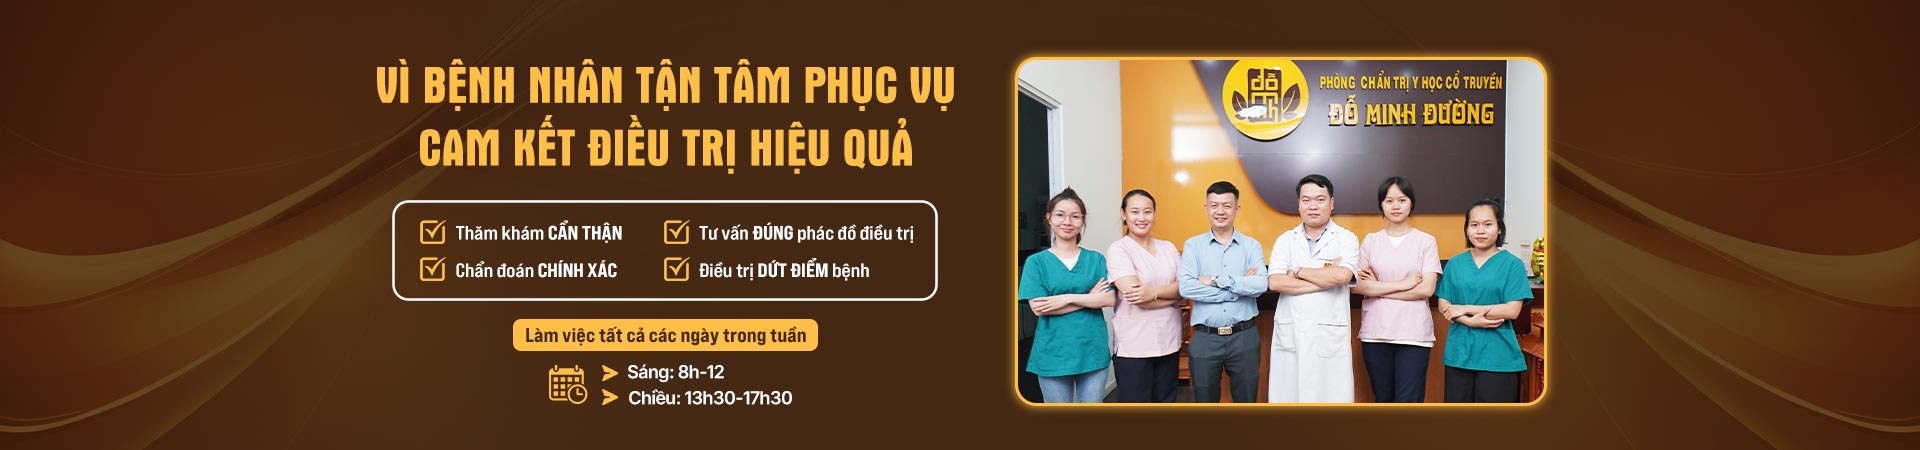 VÌ BỆNH NHÂN TẬN TÂM PHỤC VỤ
CAM KẾT ĐIỀU TRỊ HIỆU QUẢ
Thăm khám CẨN THẬN
Tư vấn ĐÚNG phác đồ điều trị
Chẩn đoán CHÍNH XÁC
Điều trị DỨT ĐIỂM bệnh
Làm việc tất cả các ngày trong tuần
Sáng: 8h-12
Chiều: 13h30-17h30
PHÒNG CHẨN TRỊ Y HỌC CỔ TRUYỀN
ĐỖ MINH ĐƯỜNG